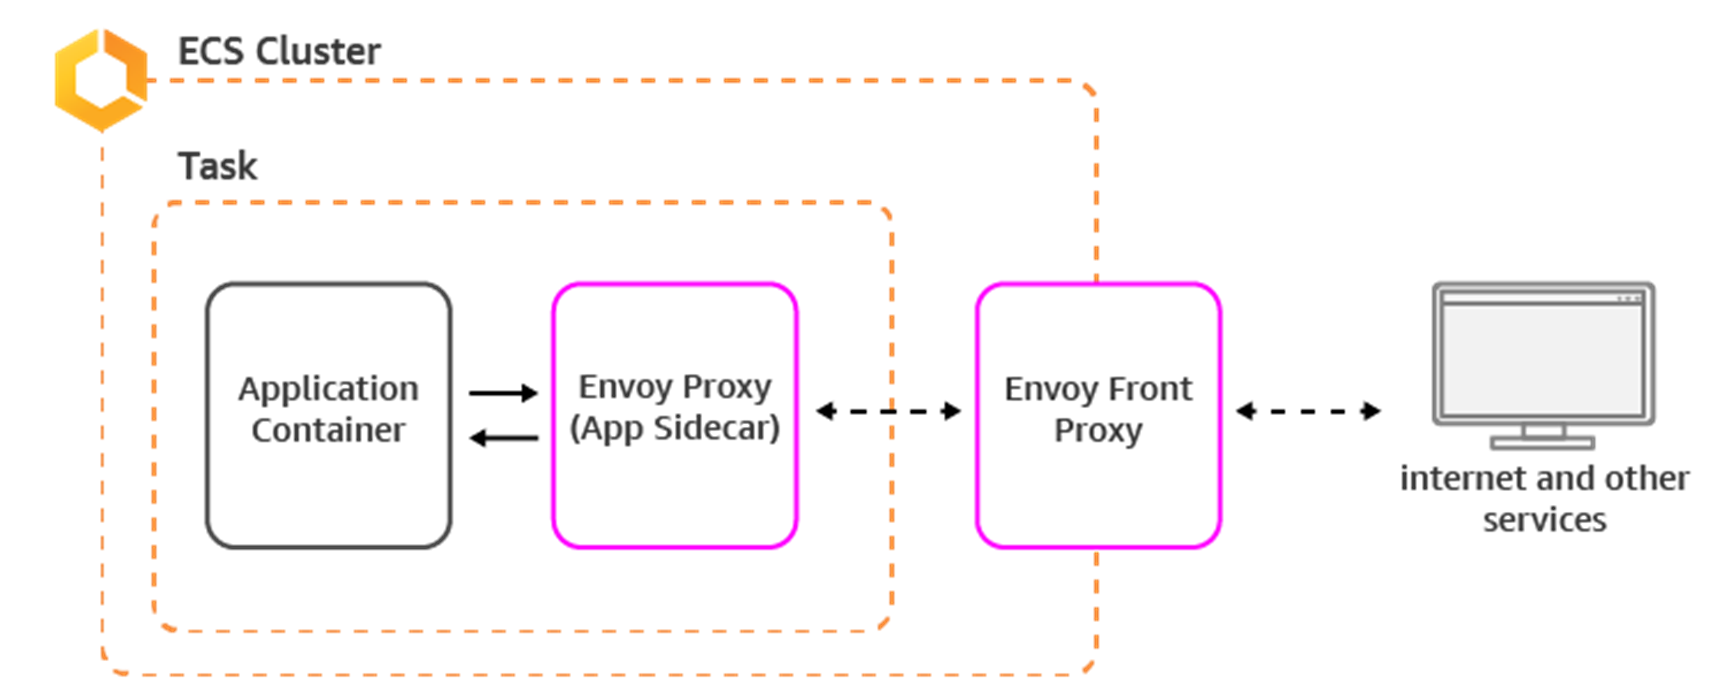 ECS Cluster
Task
Application
Container
Envoy Proxy
(App Sidecar)
Envoy Front
Proxy
internet and other
services